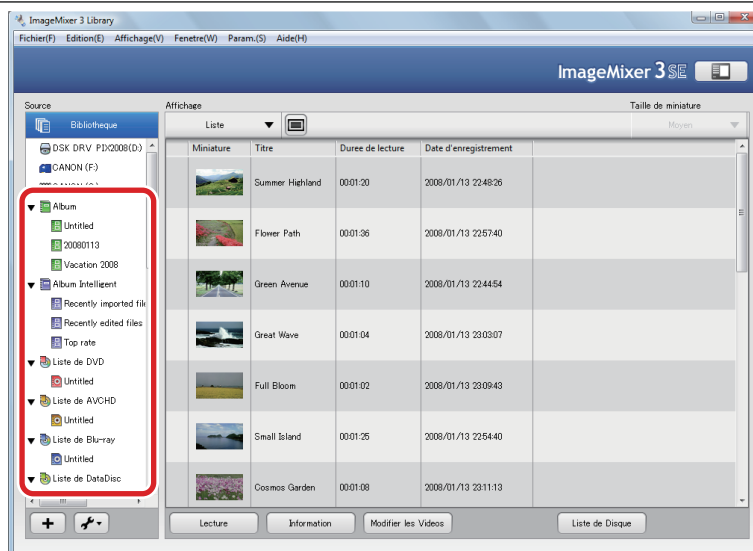 ImageMixer 3 Library
Fichier(F) Edition(E) Affichage(V) Fenetre(W) Param.(S) Aide(H)
ImageMixer 3 SE
Source Affichage Taille de miniature
Bibliotheque Liste Moyen
DSK DRV PIX2008(D:)
CANON (F:)
Miniature Titre Duree de lecture Date d'enregistrement
Album
Untitled
20080113
Vacation 2008
Album Intelligent
Recently imported file
Recently edited files
Top rate
Liste de DVD
Untitled
Liste de AVCHD
Untitled
Liste de Blu-ray
Untitled
Liste de DataDisc
Summer Highland 00:01:20 2008/01/13 22:48:26
Flower Path 00:01:36 2008/01/13 22:57:40
Green Avenue 00:01:10 2008/01/13 22:44:54
Great Wave 00:01:04 2008/01/13 23:03:07
Full Bloom 00:01:02 2008/01/13 23:09:43
Small Island 00:01:25 2008/01/13 22:54:40
Cosmos Garden 00:01:08 2008/01/13 23:11:13
Lecture Information Modifier les Videos Liste de Disque